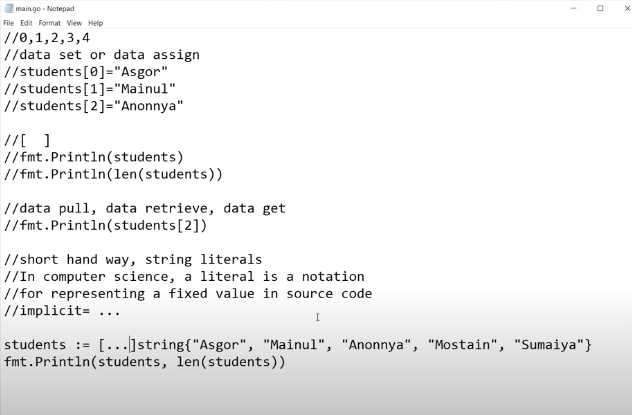 main.go - Notepad
File Edit Format View Help
//0,1,2,3,4
//data set or data assign
//students[0]="Asgor"
//students[1]="Mainul"
//students[2]="Anonnya"
//[  ]
//fmt.Println(students)
//fmt.Println(len(students))
//data pull, data retrieve, data get
//fmt.Println(students[2])
//short hand way, string literals
//In computer science, a literal is a notation
//for representing a fixed value in source code
//implicit= ...
students := [...]string{"Asgor", "Mainul", "Anonnya", "Mostain", "Sumaiya"}
fmt.Println(students, len(students))